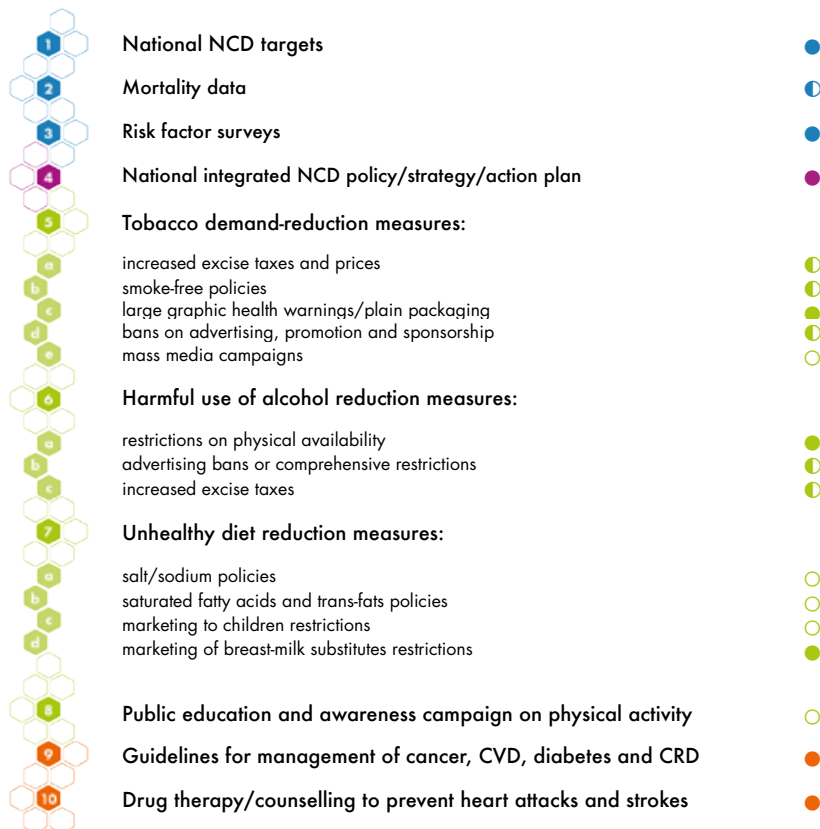 1 National NCD targets
2 Mortality data
3 Risk factor surveys
4 National integrated NCD policy/strategy/action plan
5 Tobacco demand-reduction measures:
a increased excise taxes and prices
b smoke-free policies
c large graphic health warnings/plain packaging
d bans on advertising, promotion and sponsorship
e mass media campaigns
6 Harmful use of alcohol reduction measures:
a restrictions on physical availability
b advertising bans or comprehensive restrictions
c increased excise taxes
7 Unhealthy diet reduction measures:
a salt/sodium policies
b saturated fatty acids and trans-fats policies
c marketing to children restrictions
d marketing of breast-milk substitutes restrictions
8 Public education and awareness campaign on physical activity
9 Guidelines for management of cancer, CVD, diabetes and CRD
10 Drug therapy/counselling to prevent heart attacks and strokes